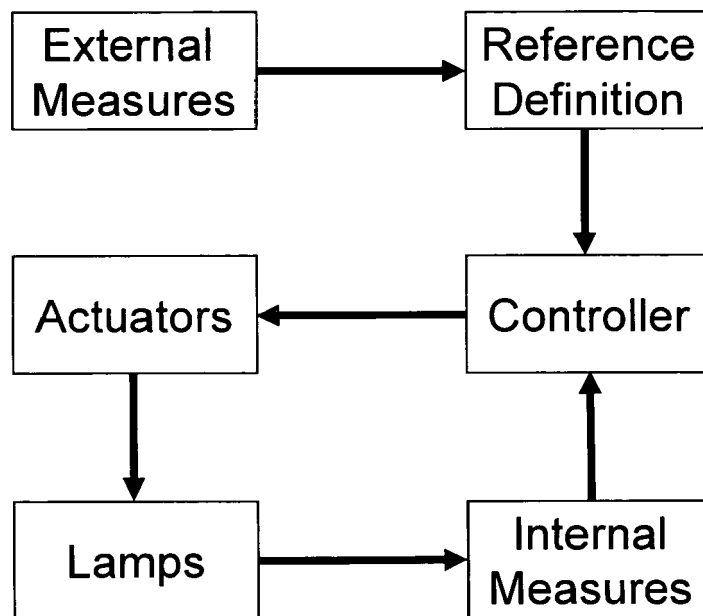 External
Measures
Reference
Definition
Actuators
Controller
Lamps
Internal
Measures